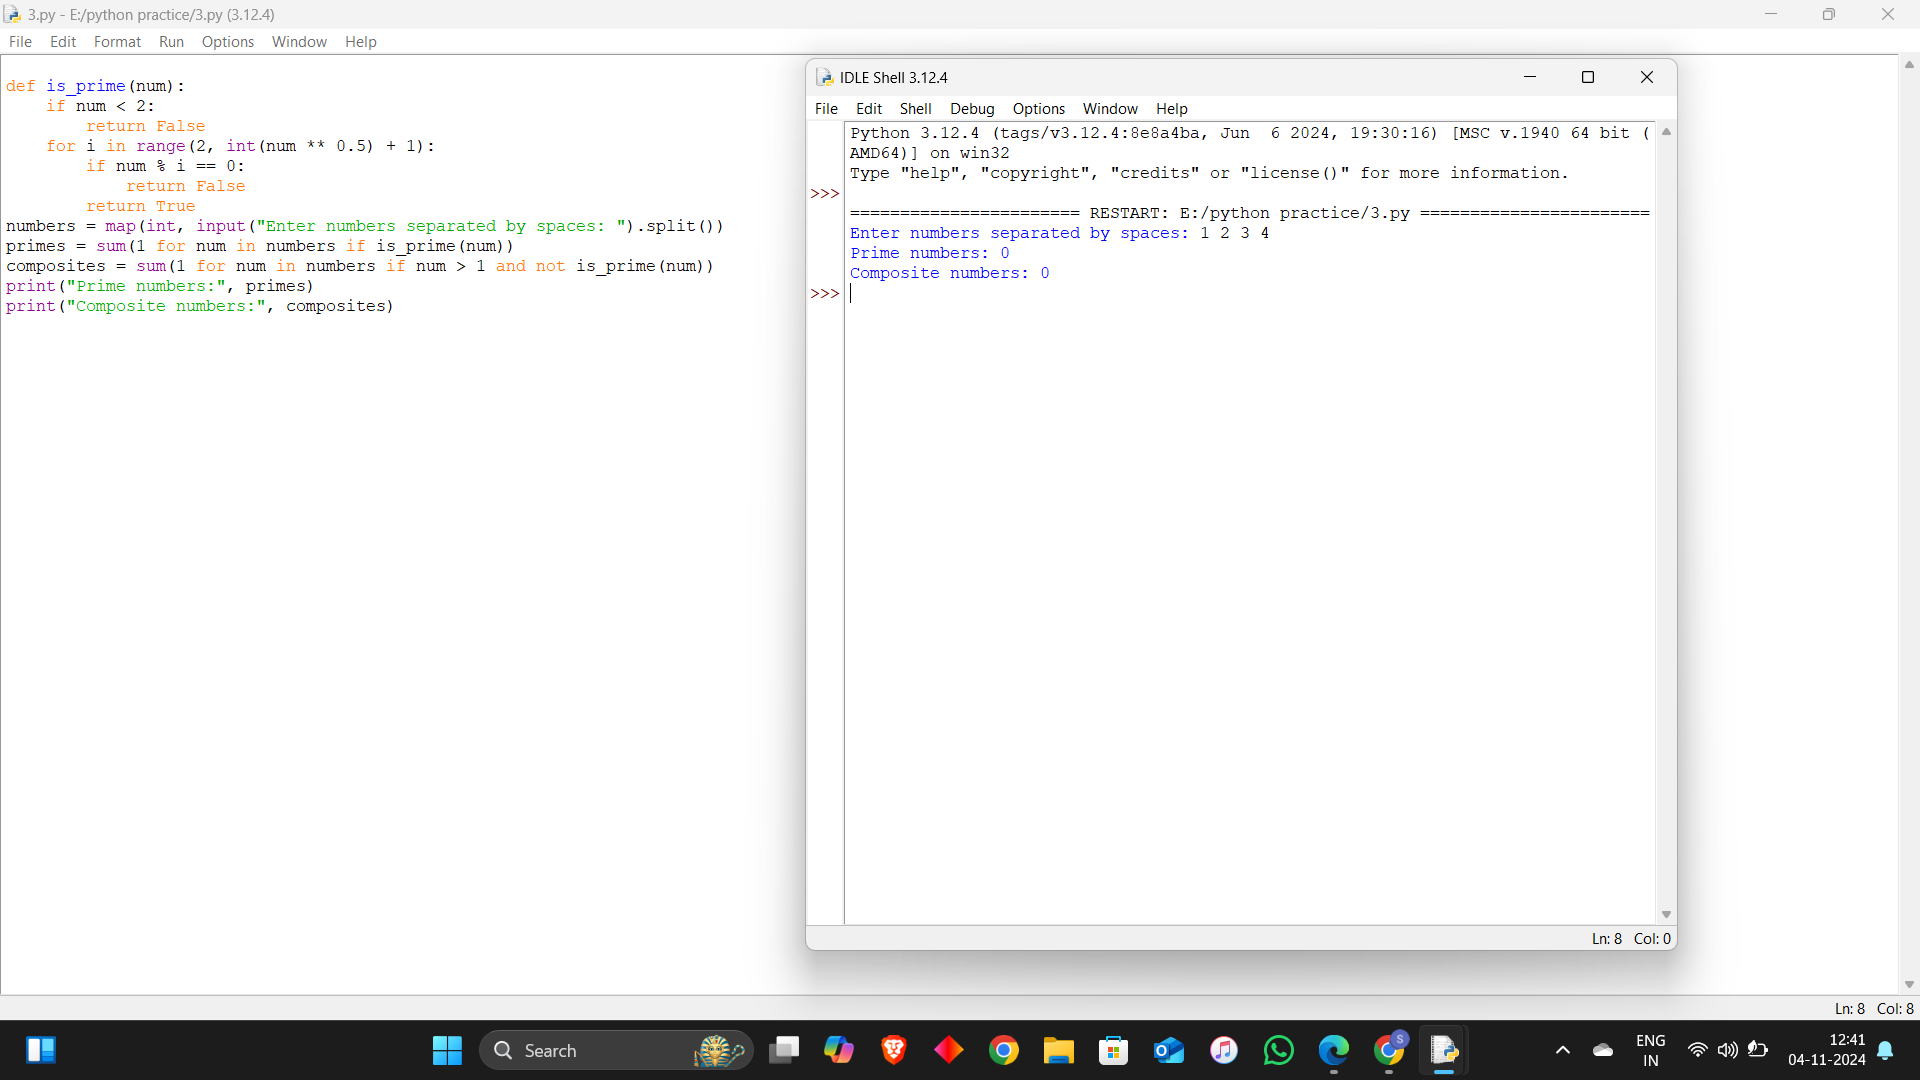 3.py - E:/python practice/3.py (3.12.4)
File Edit Format Run Options Window Help
def is_prime(num):
    if num < 2:
        return False
    for i in range(2, int(num ** 0.5) + 1):
        if num % i == 0:
            return False
        return True
numbers = map(int, input("Enter numbers separated by spaces: ").split())
primes = sum(1 for num in numbers if is_prime(num))
composites = sum(1 for num in numbers if num > 1 and not is_prime(num))
print("Prime numbers:", primes)
print("Composite numbers:", composites)
IDLE Shell 3.12.4
File Edit Shell Debug Options Window Help
Python 3.12.4 (tags/v3.12.4:8e8a4ba, Jun  6 2024, 19:30:16) [MSC v.1940 64 bit (
AMD64)] on win32
Type "help", "copyright", "credits" or "license()" for more information.
>>>
======================= RESTART: E:/python practice/3.py =======================
Enter numbers separated by spaces: 1 2 3 4
Prime numbers: 0
Composite numbers: 0
>>>
Ln: 8 Col: 0
Ln: 8 Col: 8
Search
S
ENG
IN
12:41
04-11-2024